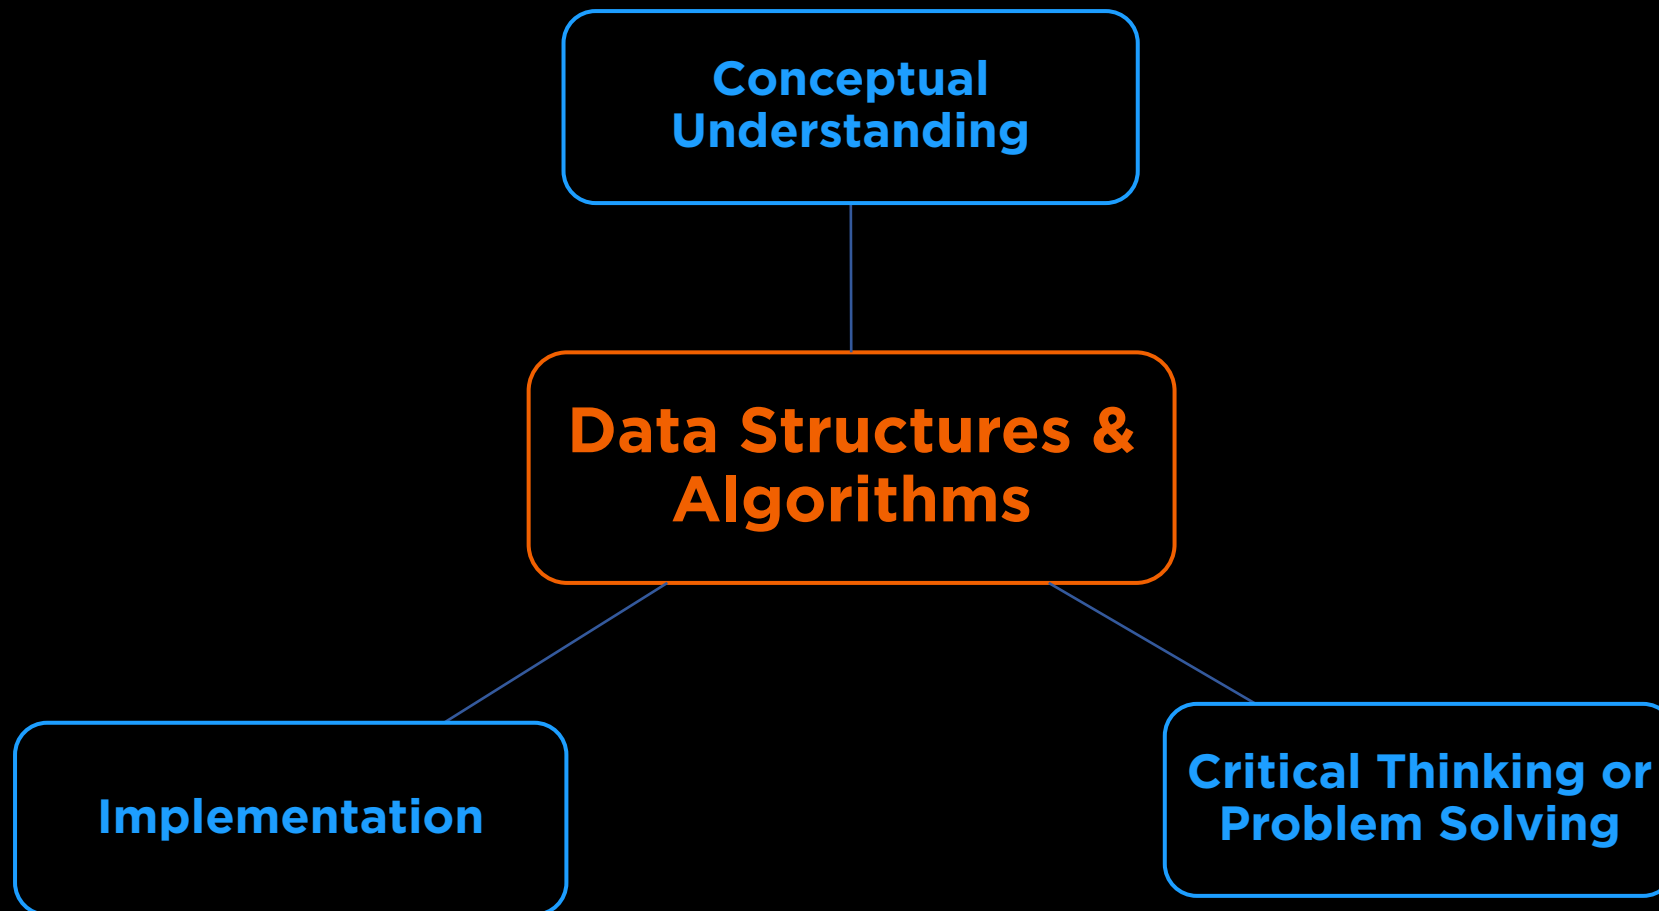 Conceptual
Understanding
Data Structures &
Algorithms
Implementation
Critical Thinking or
Problem Solving